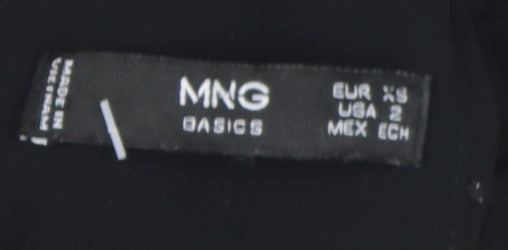 MADE IN
VIETNAM
MNG
BASICS
EUR XS
USA 2
MEX ECH